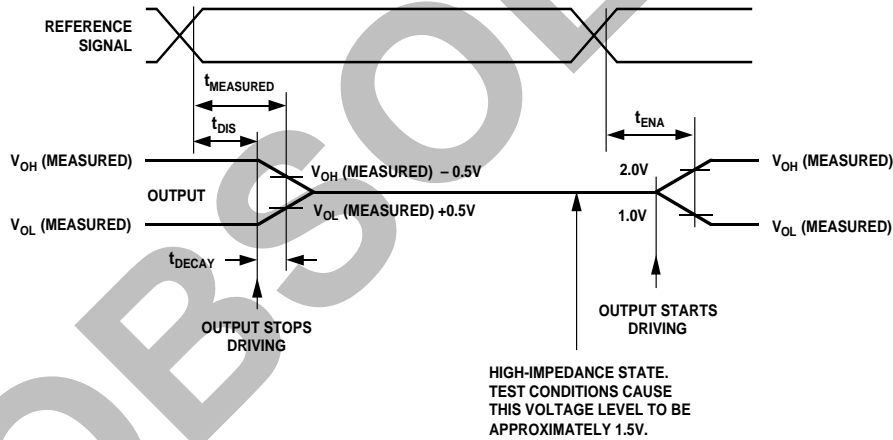 REFERENCE
SIGNAL
tMEASURED
tDIS
tENA
VOH (MEASURED)
VOH (MEASURED) – 0.5V
2.0V
VOH (MEASURED)
OUTPUT
VOL (MEASURED)
VOL (MEASURED) +0.5V
1.0V
VOL (MEASURED)
tDECAY
OUTPUT STOPS
DRIVING
OUTPUT STARTS
DRIVING
HIGH-IMPEDANCE STATE.
TEST CONDITIONS CAUSE
THIS VOLTAGE LEVEL TO BE
APPROXIMATELY 1.5V.
OBSOL